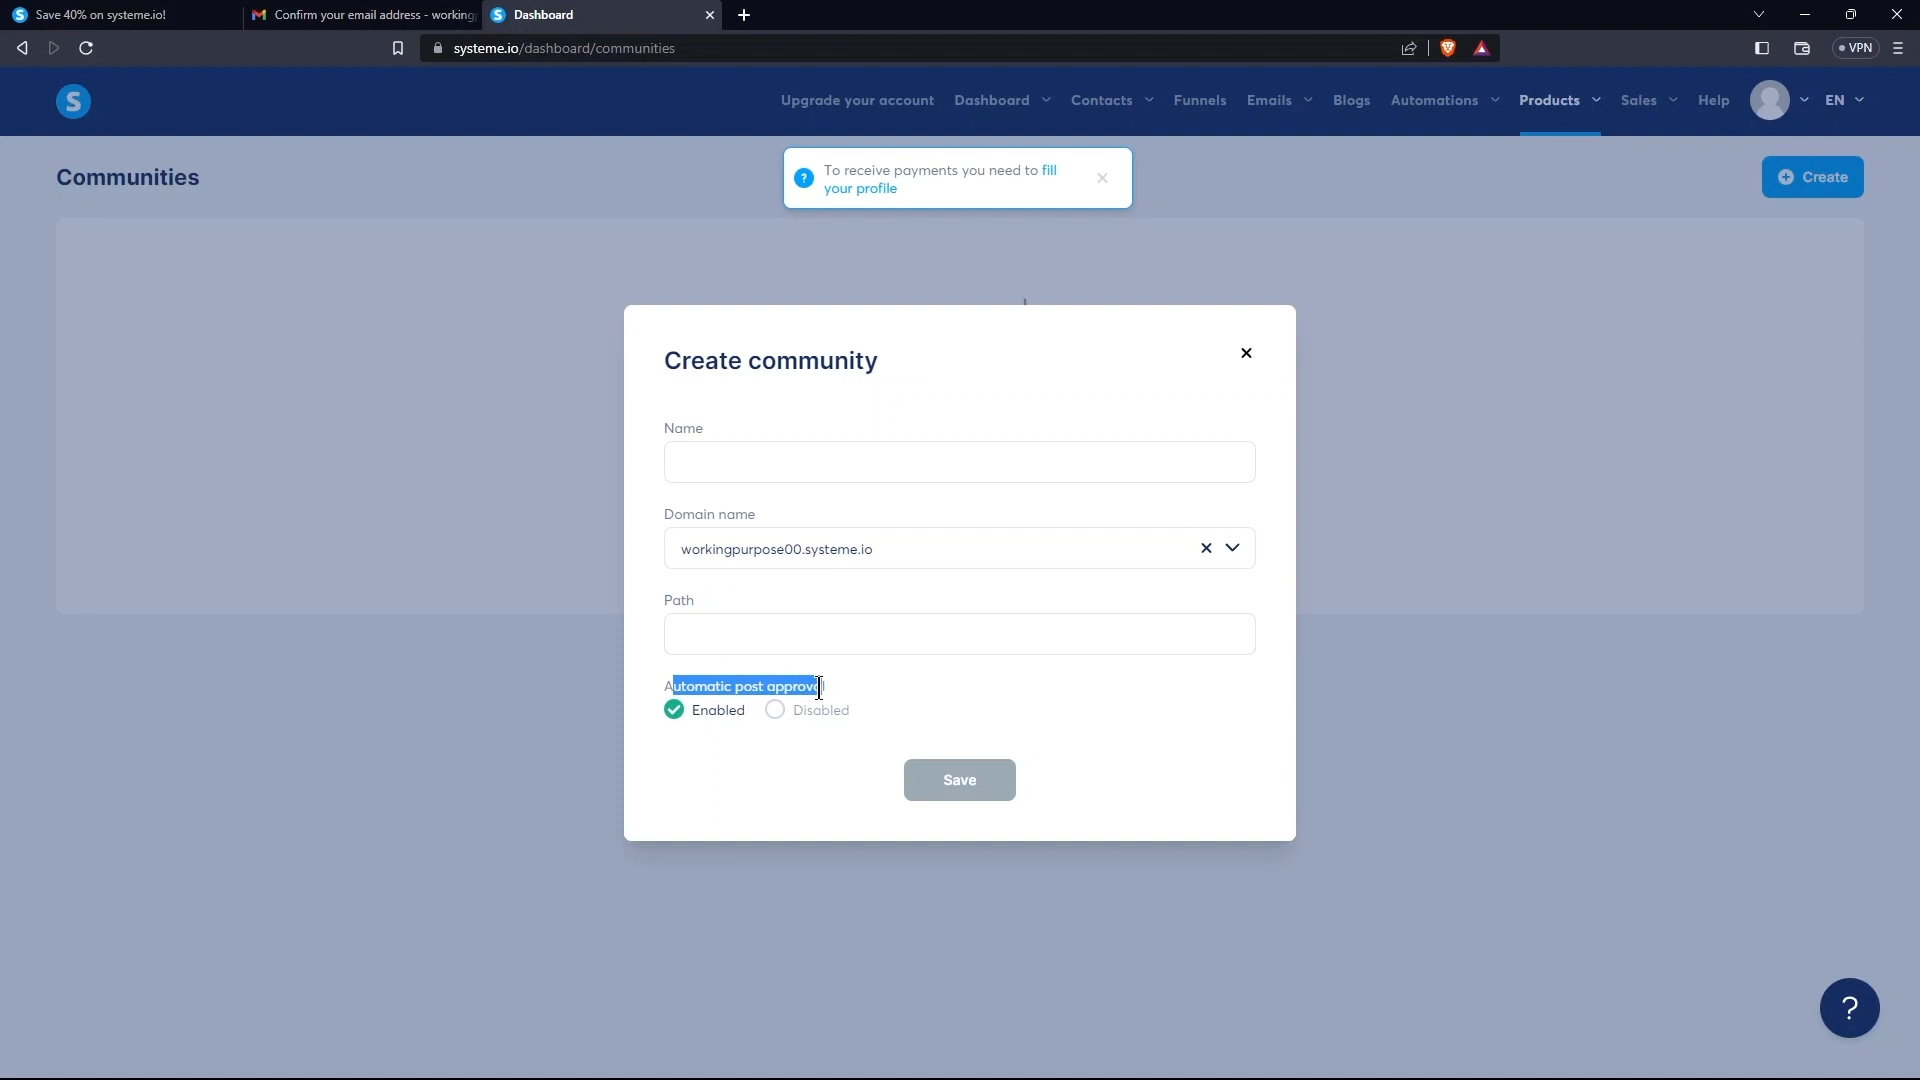 Save 40% on systeme.io!
Confirm your email address - working
Dashboard
systeme.io/dashboard/communities
VPN
S
Upgrade your account
Dashboard
Contacts
Funnels
Emails
Blogs
Automations
Products
Sales
Help
EN
Communities
To receive payments you need to fill
your profile
Create
Create community
Name
Domain name
workingpurpose00.systeme.io
Path
Automatic post approval
Enabled
Disabled
Save
?